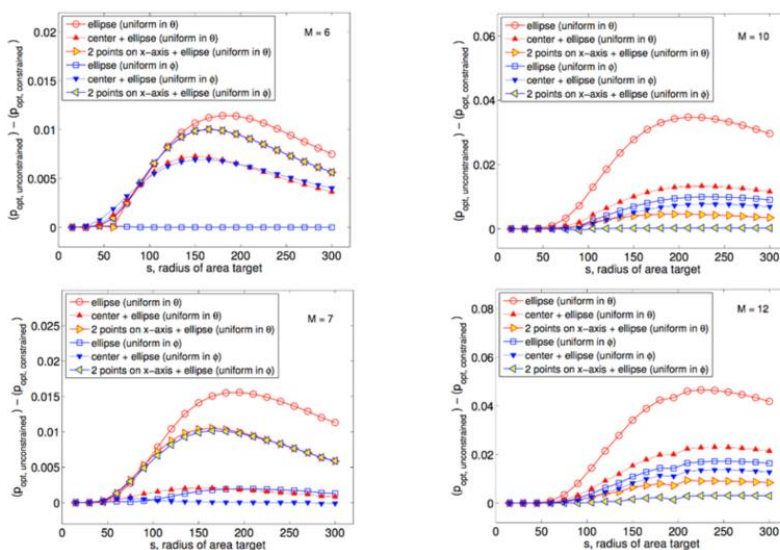 0.02
0.015
0.01
0.005
0
(p opt, unconstrained) − (p opt, constrained)
ellipse (uniform in θ)
center + ellipse (uniform in θ)
2 points on x-axis + ellipse (uniform in θ)
ellipse (uniform in ϕ)
center + ellipse (uniform in ϕ)
2 points on x-axis + ellipse (uniform in ϕ)
M = 6
0 50 100 150 200 250 300
s, radius of area target
0.06
0.04
0.02
0
(p opt, unconstrained) − (p opt, constrained)
ellipse (uniform in θ)
center + ellipse (uniform in θ)
2 points on x-axis + ellipse (uniform in θ)
ellipse (uniform in ϕ)
center + ellipse (uniform in ϕ)
2 points on x-axis + ellipse (uniform in ϕ)
M = 10
0 50 100 150 200 250 300
s, radius of area target
0.025
0.02
0.015
0.01
0.005
0
(p opt, unconstrained) − (p opt, constrained)
ellipse (uniform in θ)
center + ellipse (uniform in θ)
2 points on x-axis + ellipse (uniform in θ)
ellipse (uniform in ϕ)
center + ellipse (uniform in ϕ)
2 points on x-axis + ellipse (uniform in ϕ)
M = 7
0 50 100 150 200 250 300
s, radius of area target
0.08
0.06
0.04
0.02
0
(p opt, unconstrained) − (p opt, constrained)
ellipse (uniform in θ)
center + ellipse (uniform in θ)
2 points on x-axis + ellipse (uniform in θ)
ellipse (uniform in ϕ)
center + ellipse (uniform in ϕ)
2 points on x-axis + ellipse (uniform in ϕ)
M = 12
0 50 100 150 200 250 300
s, radius of area target